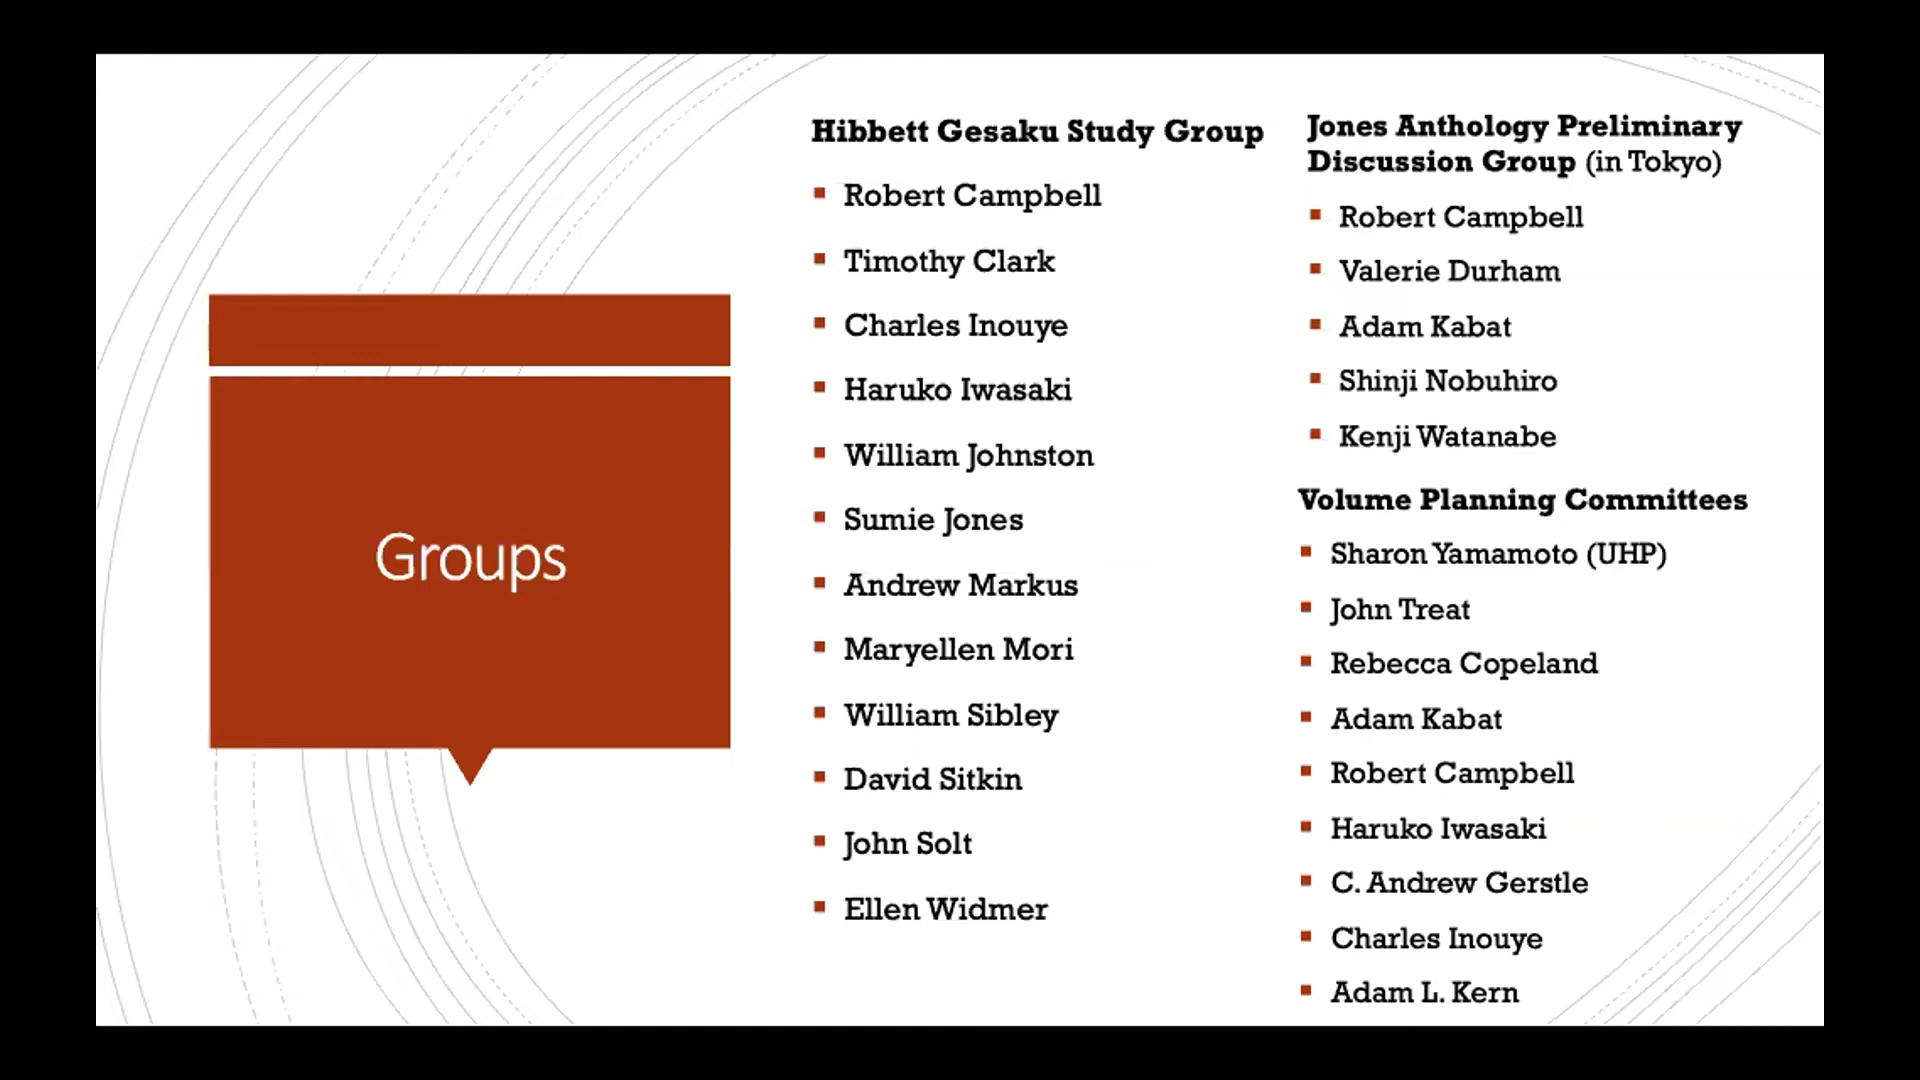 Groups
Hibbett Gesaku Study Group
Robert Campbell
Timothy Clark
Charles Inouye
Haruko Iwasaki
William Johnston
Sumie Jones
Andrew Markus
Maryellen Mori
William Sibley
David Sitkin
John Solt
Ellen Widmer
Jones Anthology Preliminary
Discussion Group (in Tokyo)
Robert Campbell
Valerie Durham
Adam Kabat
Shinji Nobuhiro
Kenji Watanabe
Volume Planning Committees
Sharon Yamamoto (UHP)
John Treat
Rebecca Copeland
Adam Kabat
Robert Campbell
Haruko Iwasaki
C. Andrew Gerstle
Charles Inouye
Adam L. Kern